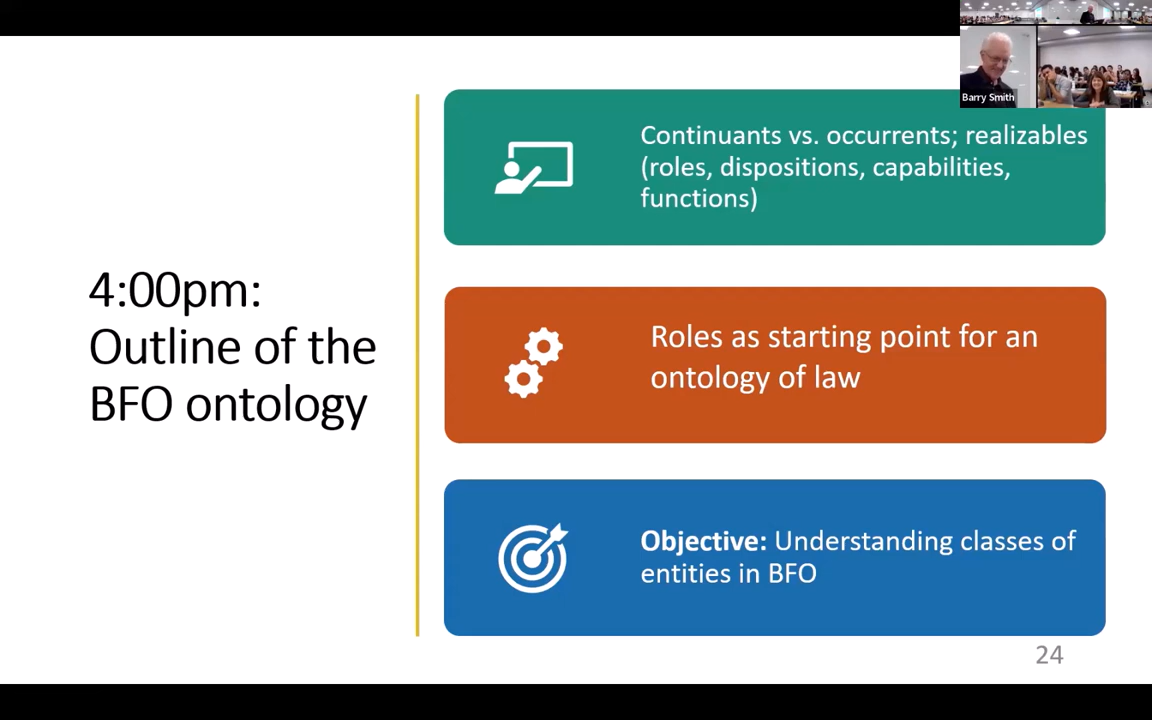 Barry Smith
4:00pm:
Outline of the
BFO ontology
Continuants vs. occurrents; realizables
(roles, dispositions, capabilities,
functions)
Roles as starting point for an
ontology of law
Objective: Understanding classes of
entities in BFO
24